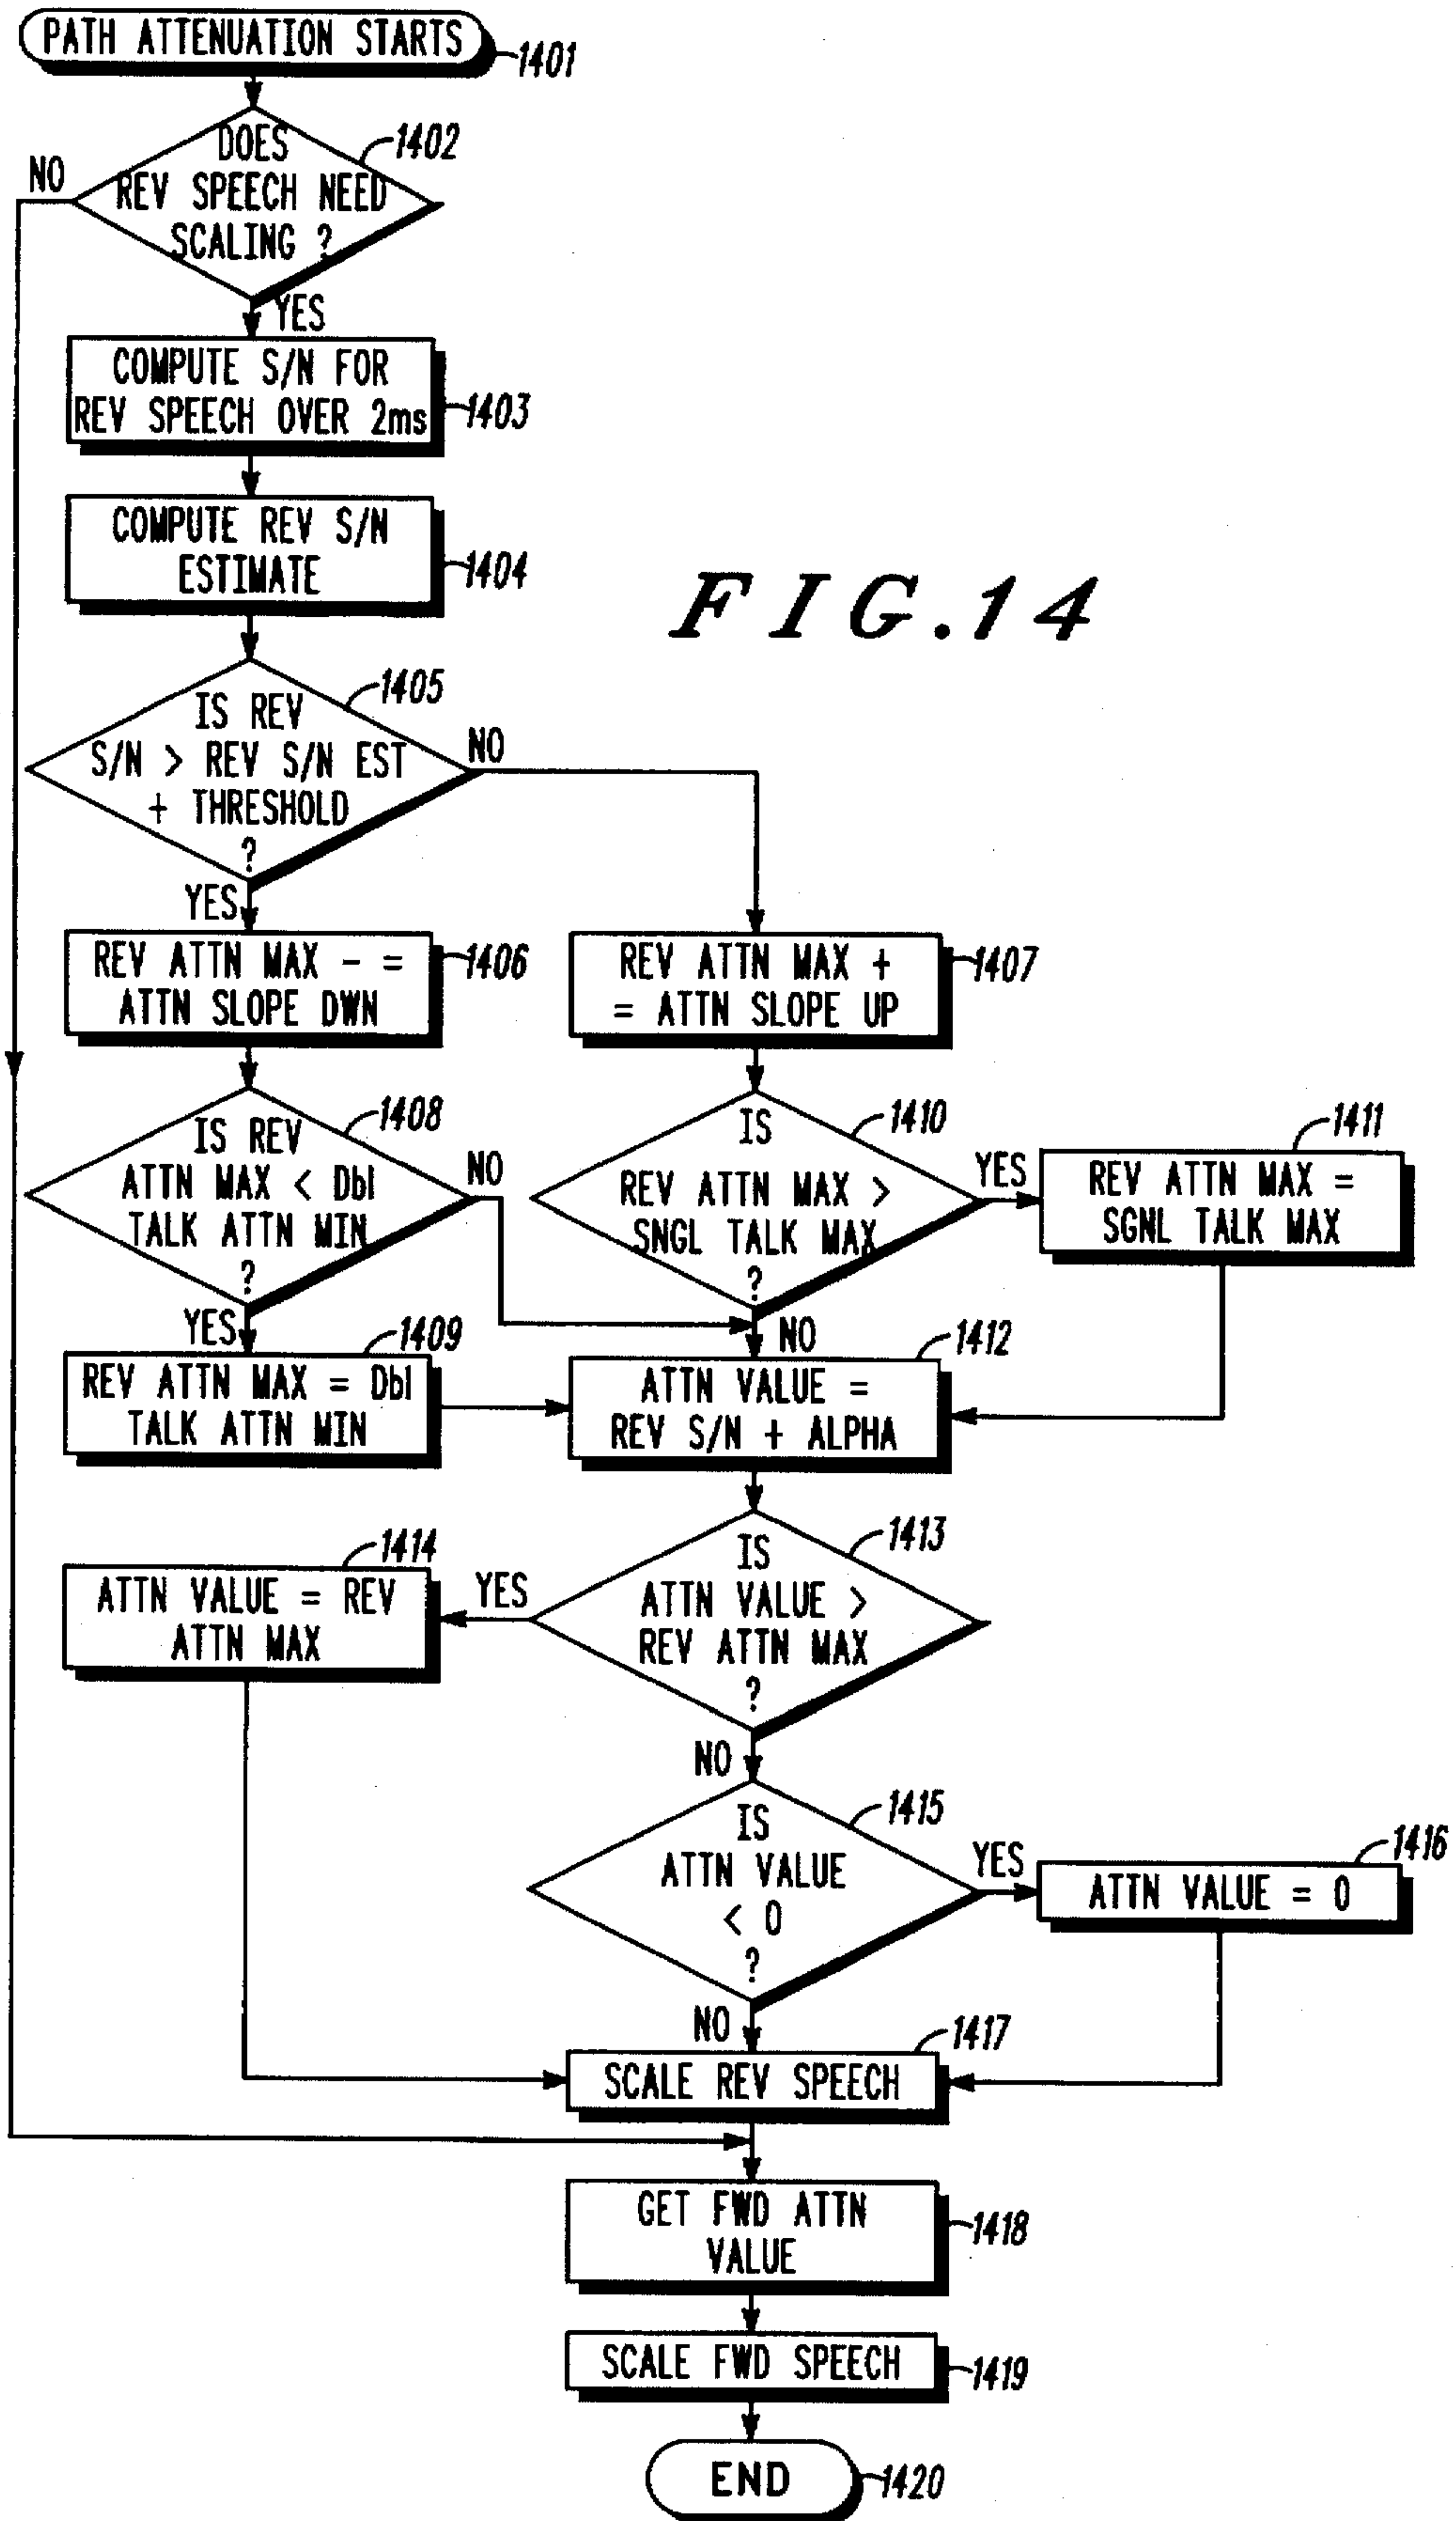 PATH ATTENUATION STARTS
1401
DOES
REV SPEECH NEED
SCALING ?
1402
NO
YES
COMPUTE S/N FOR
REV SPEECH OVER 2ms
1403
COMPUTE REV S/N
ESTIMATE
1404
FIG.14
IS REV
S/N > REV S/N EST
+ THRESHOLD
?
1405
NO
YES
REV ATTN MAX - =
ATTN SLOPE DWN
1406
REV ATTN MAX +
= ATTN SLOPE UP
1407
IS REV
ATTN MAX < Dbl
TALK ATTN MIN
?
1408
NO
YES
IS
REV ATTN MAX >
SNGL TALK MAX
?
1410
YES
NO
REV ATTN MAX =
SGNL TALK MAX
1411
REV ATTN MAX = Dbl
TALK ATTN MIN
1409
ATTN VALUE =
REV S/N + ALPHA
1412
IS
ATTN VALUE >
REV ATTN MAX
?
1413
YES
NO
ATTN VALUE = REV
ATTN MAX
1414
IS
ATTN VALUE
< 0
?
1415
YES
NO
ATTN VALUE = 0
1416
SCALE REV SPEECH
1417
GET FWD ATTN
VALUE
1418
SCALE FWD SPEECH
1419
END
1420